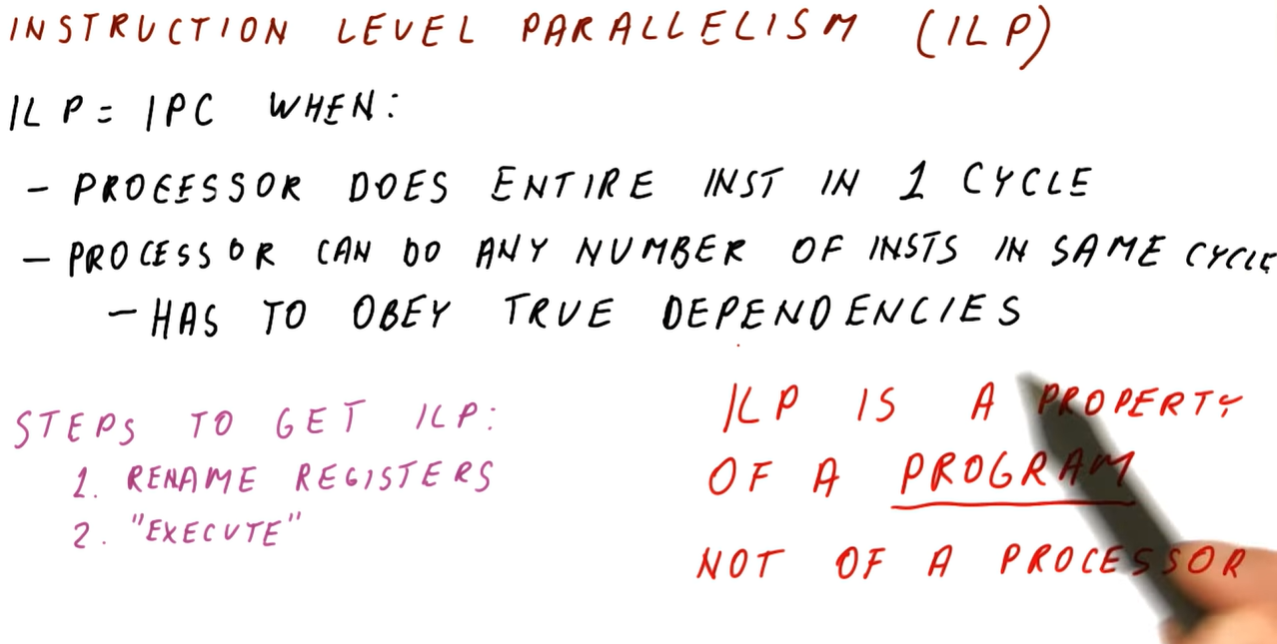 INSTRUCTION LEVEL PARALLELISM (ILP)
ILP = IPC WHEN:
- PROCESSOR DOES ENTIRE INST IN 1 CYCLE
- PROCESSOR CAN DO ANY NUMBER OF INSTS IN SAME CYCLE
- HAS TO OBEY TRUE DEPENDENCIES
STEPS TO GET ILP:
1. RENAME REGISTERS
2. "EXECUTE"
ILP IS A PROPERTY
OF A PROGRAM
NOT OF A PROCESSOR